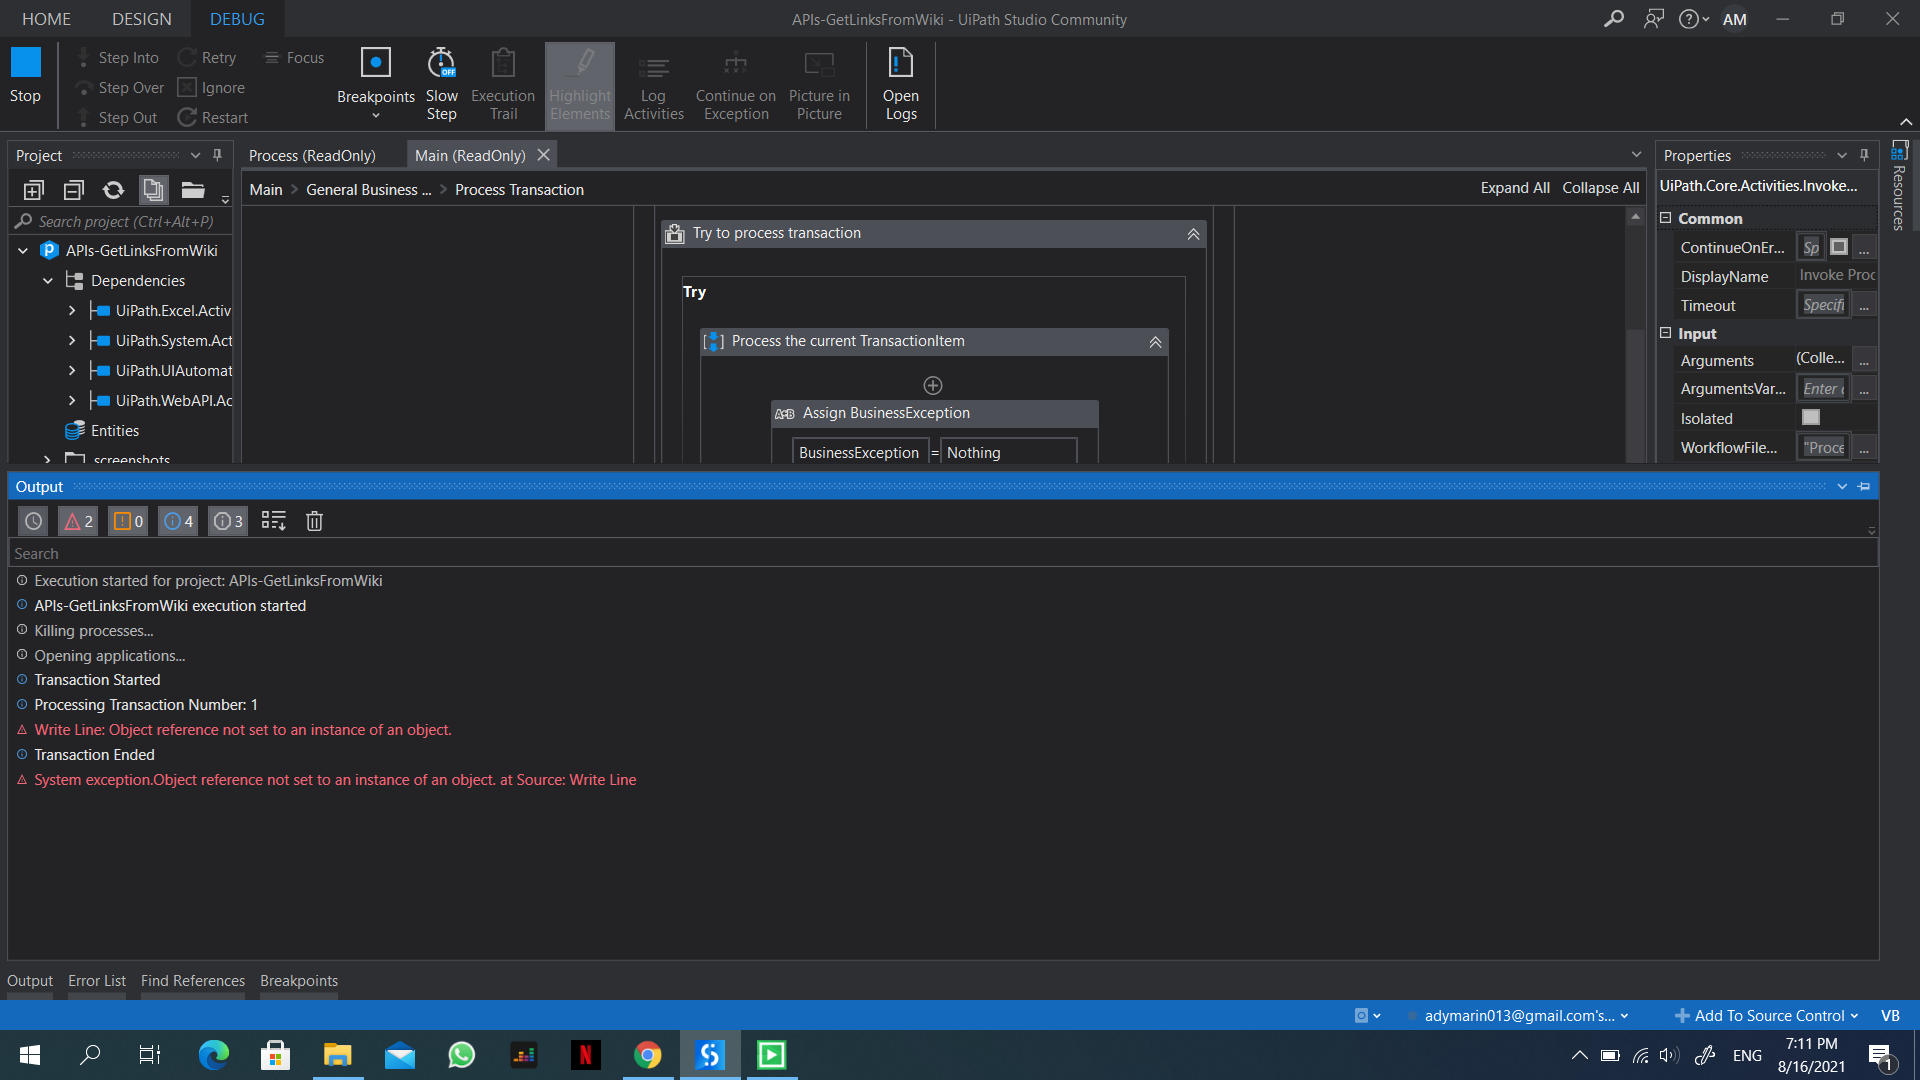 HOME DESIGN DEBUG
APIs-GetLinksFromWiki - UiPath Studio Community
AM
Stop
Step Into
Step Over
Step Out
Retry
Ignore
Restart
Focus
Breakpoints
Slow
Step
OFF
Execution
Trail
Highlight
Elements
Log
Activities
Continue on
Exception
Picture in
Picture
Open
Logs
Project
Search project (Ctrl+Alt+P)
APIs-GetLinksFromWiki
Dependencies
UiPath.Excel.Activ
UiPath.System.Act
UiPath.UIAutomat
UiPath.WebAPI.Ac
Entities
screenshots
Process (ReadOnly)
Main (ReadOnly)
Main > General Business ... > Process Transaction
Expand All Collapse All
Try to process transaction
Try
Process the current TransactionItem
A=B Assign BusinessException
BusinessException = Nothing
Properties
UiPath.Core.Activities.Invoke...
Common
ContinueOnEr... Sp ...
DisplayName Invoke Proc
Timeout Specifi ...
Input
Arguments (Colle... ...
ArgumentsVar... Enter ...
Isolated
WorkflowFile... "Proce ...
Resources
Output
2 0 4 3
Search
Execution started for project: APIs-GetLinksFromWiki
APIs-GetLinksFromWiki execution started
Killing processes...
Opening applications...
Transaction Started
Processing Transaction Number: 1
Write Line: Object reference not set to an instance of an object.
Transaction Ended
System exception.Object reference not set to an instance of an object. at Source: Write Line
Output Error List Find References Breakpoints
adymarin013@gmail.com's...
Add To Source Control
VB
ENG
7:11 PM
8/16/2021
1